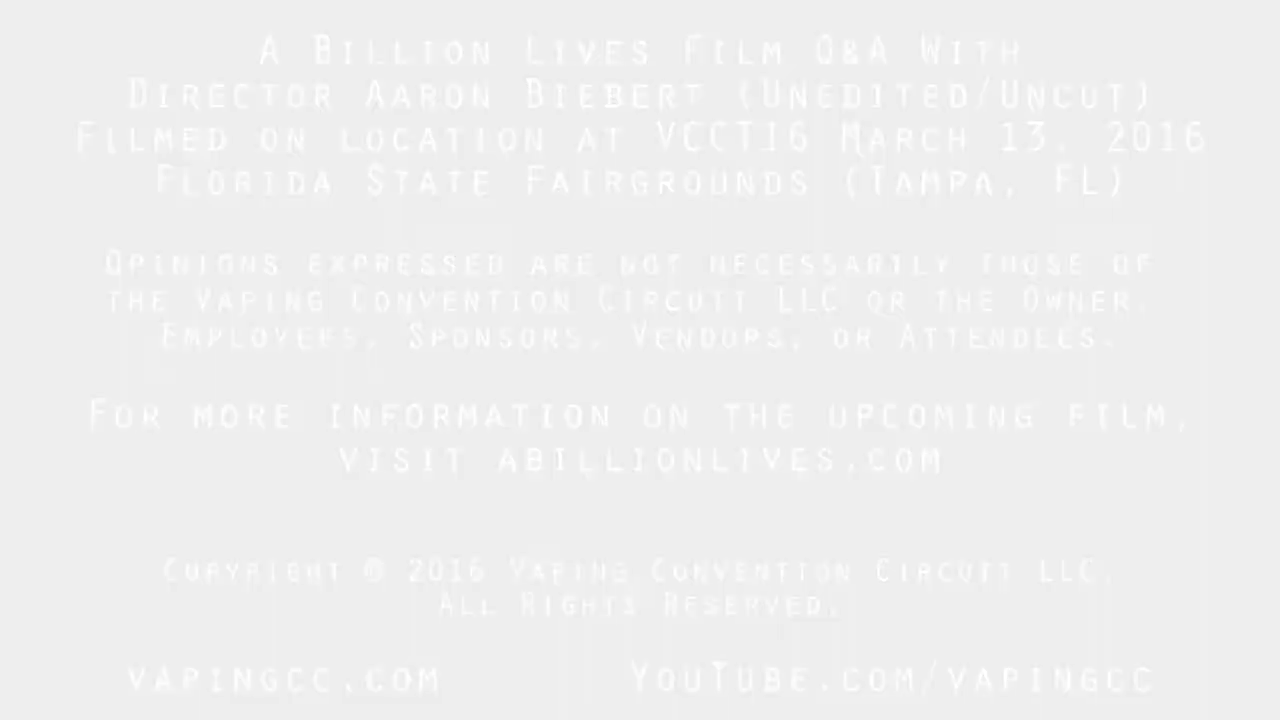 A Billion Lives Film Q&A With
Director Aaron Biebert (Unedited/Uncut)
Filmed on location at VCCT16 March 13, 2016
Florida State Fairgrounds (Tampa, FL)
Opinions expressed are not necessarily those of
the Vaping Convention Circuit LLC or the Owner,
Employees, Sponsors, Vendors, or Attendees.
For more information on the upcoming film,
visit abillionlives.com
Copyright © 2016 Vaping Convention Circuit LLC.
All Rights Reserved.
vapingcc.com YouTube.com/vapingcc